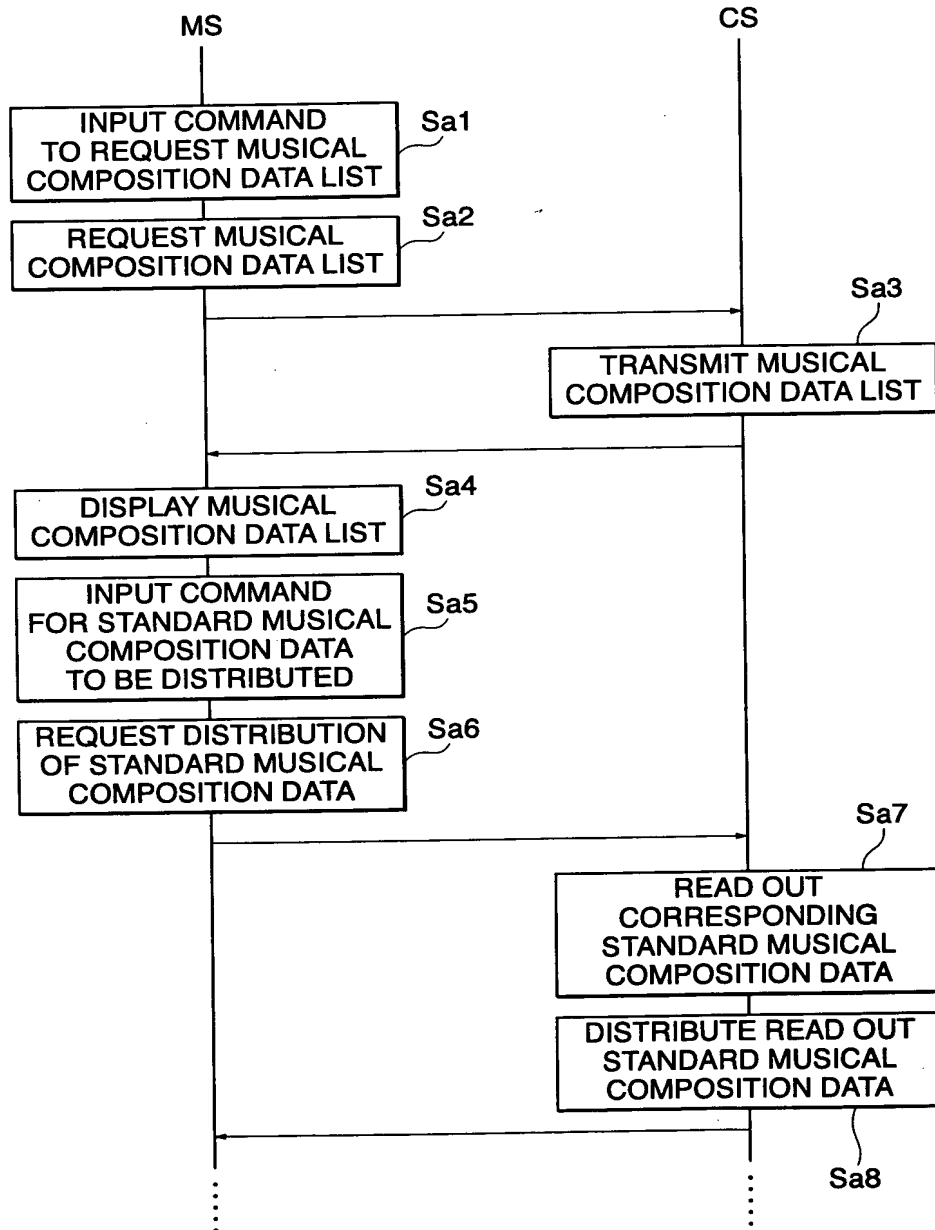 MS
CS
INPUT COMMAND
TO REQUEST MUSICAL
COMPOSITION DATA LIST
Sa1
REQUEST MUSICAL
COMPOSITION DATA LIST
Sa2
Sa3
TRANSMIT MUSICAL
COMPOSITION DATA LIST
DISPLAY MUSICAL
COMPOSITION DATA LIST
Sa4
INPUT COMMAND
FOR STANDARD MUSICAL
COMPOSITION DATA
TO BE DISTRIBUTED
Sa5
REQUEST DISTRIBUTION
OF STANDARD MUSICAL
COMPOSITION DATA
Sa6
Sa7
READ OUT
CORRESPONDING
STANDARD MUSICAL
COMPOSITION DATA
DISTRIBUTE READ OUT
STANDARD MUSICAL
COMPOSITION DATA
Sa8